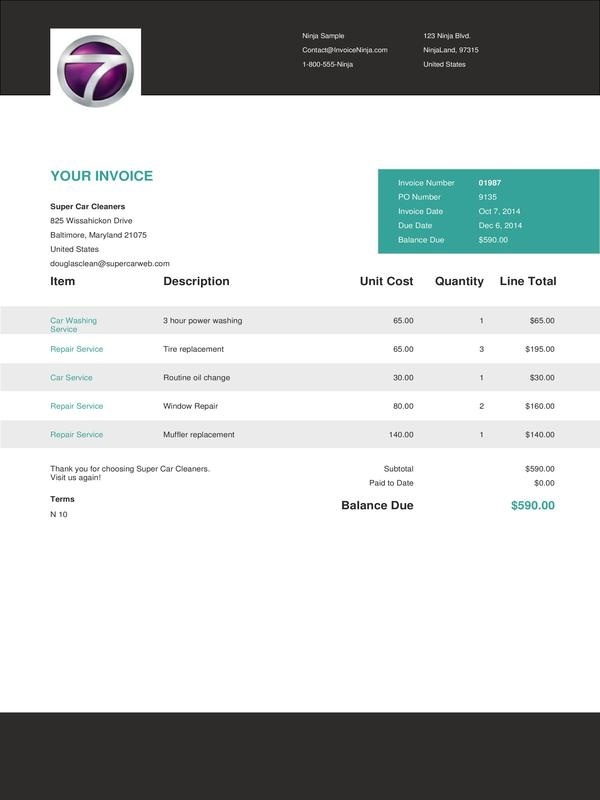 Ninja Sample 123 Ninja Blvd.
Contact@InvoiceNinja.com NinjaLand, 97315
1-800-555-Ninja United States
7
YOUR INVOICE
Super Car Cleaners
825 Wissahickon Drive
Baltimore, Maryland 21075
United States
douglasclean@supercarweb.com
Invoice Number 01987
PO Number 9135
Invoice Date Oct 7, 2014
Due Date Dec 6, 2014
Balance Due $590.00
Item Description Unit Cost Quantity Line Total
Car Washing Service 3 hour power washing 65.00 1 $65.00
Repair Service Tire replacement 65.00 3 $195.00
Car Service Routine oil change 30.00 1 $30.00
Repair Service Window Repair 80.00 2 $160.00
Repair Service Muffler replacement 140.00 1 $140.00
Thank you for choosing Super Car Cleaners.
Visit us again!
Terms
N 10
Subtotal $590.00
Paid to Date $0.00
Balance Due $590.00